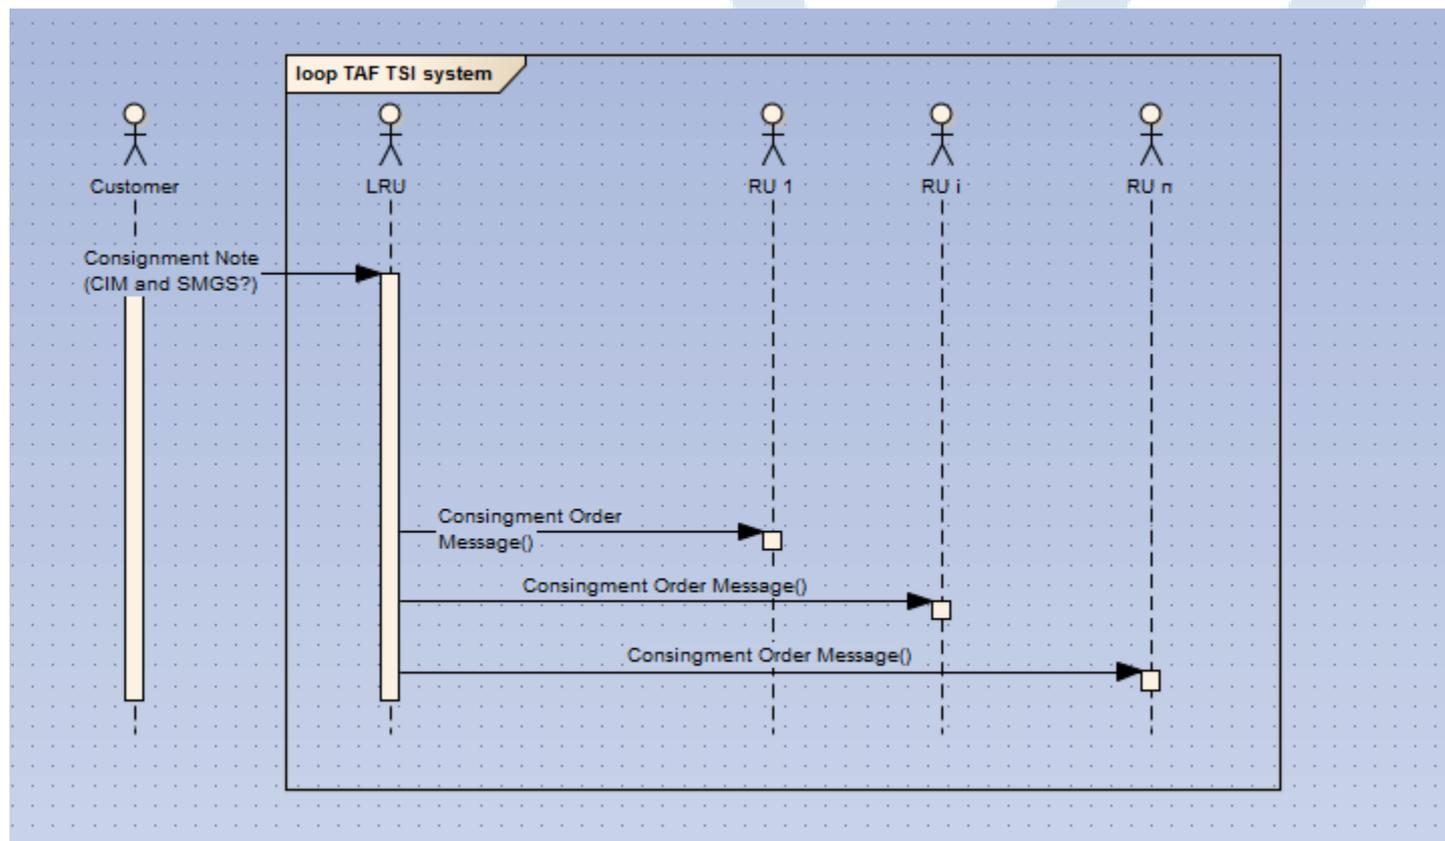 loop TAF TSI system
Customer
LRU
RU 1
RU i
RU n
Consignment Note
(CIM and SMGS?)
Consingment Order
Message()
Consingment Order Message()
Consingment Order Message()